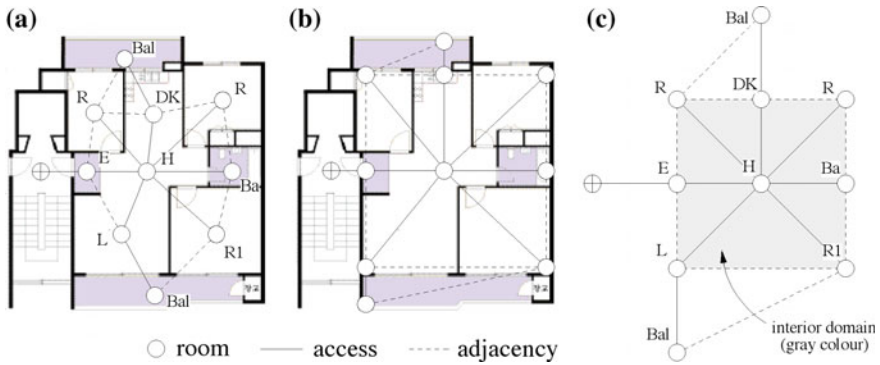 (a)
Bal
R
DK
R
E
H
Ba
L
R1
Bal
(b)
(c)
Bal
R
DK
R
E
H
Ba
L
R1
Bal
interior domain
(gray colour)
room
access
adjacency